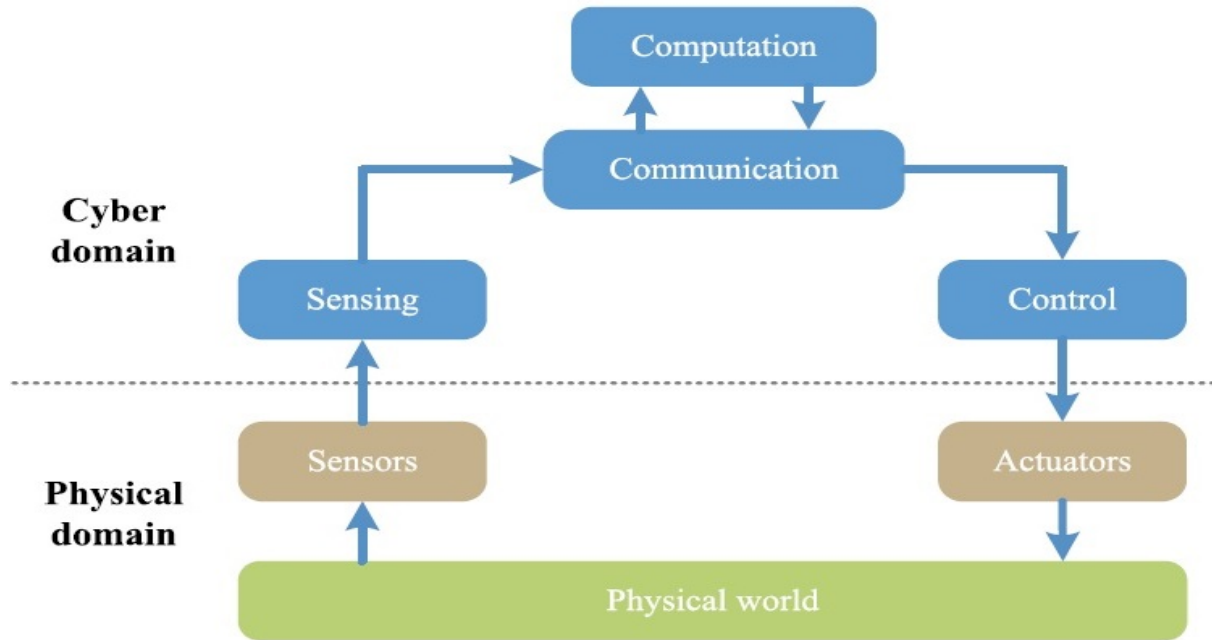 Computation
Communication
Cyber
domain
Sensing
Control
Sensors
Actuators
Physical
domain
Physical world